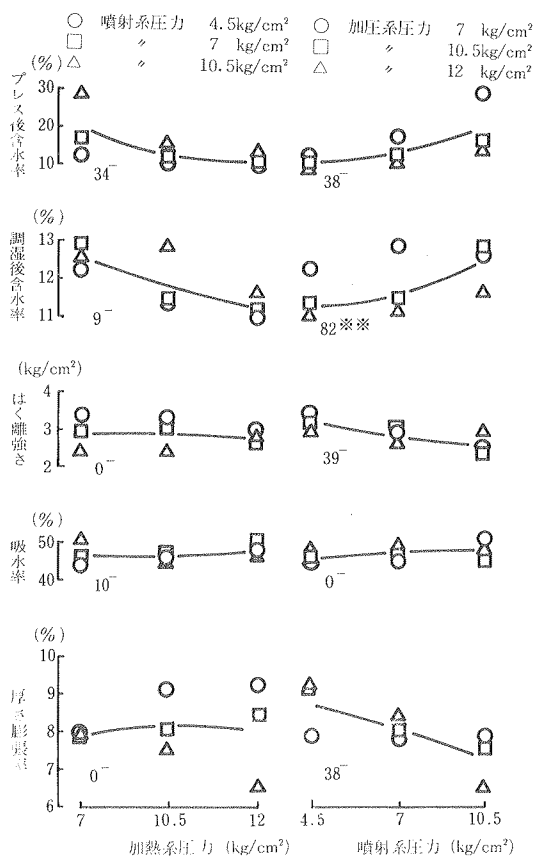 ○ 噴射系圧力 4.5kg/cm² ○ 加圧系圧力 7 kg/cm²
□ 〃 7 kg/cm² □ 〃 10.5kg/cm²
△ 〃 10.5kg/cm² △ 〃 12 kg/cm²
(%)
プレス後含水率
30
20
10
34⁻
38⁻
(%)
調湿後含水率
13
12
11
9⁻
82※※
(kg/cm²)
はく離強さ
4
3
2
0⁻
39⁻
(%)
吸水率
50
40
10⁻
0⁻
(%)
厚さ膨張率
10
9
8
7
6
0⁻
38⁻
7 10.5 12 4.5 7 10.5
加熱系圧力 (kg/cm²) 噴射系圧力 (kg/cm²)